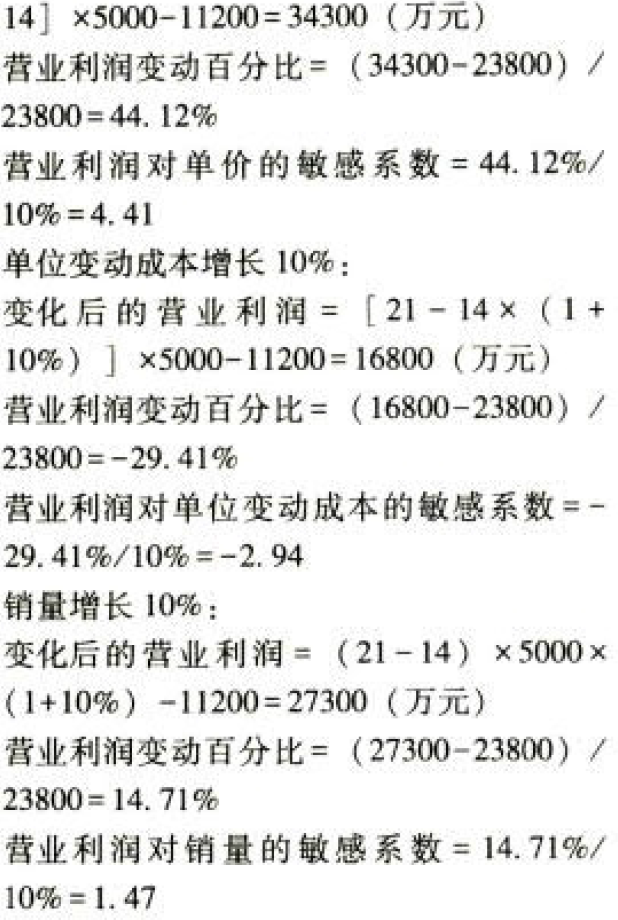 14］×5000-11200=34300（万元）
营业利润变动百分比=（34300-23800）/
23800=44.12%
营业利润对单价的敏感系数=44.12%/
10%=4.41
单位变动成本增长10%：
变化后的营业利润=［21-14×（1+
10%）］×5000-11200=16800（万元）
营业利润变动百分比=（16800-23800）/
23800=-29.41%
营业利润对单位变动成本的敏感系数=-
29.41%/10%=-2.94
销量增长10%：
变化后的营业利润=（21-14）×5000×
（1+10%）-11200=27300（万元）
营业利润变动百分比=（27300-23800）/
23800=14.71%
营业利润对销量的敏感系数=14.71%/
10%=1.47